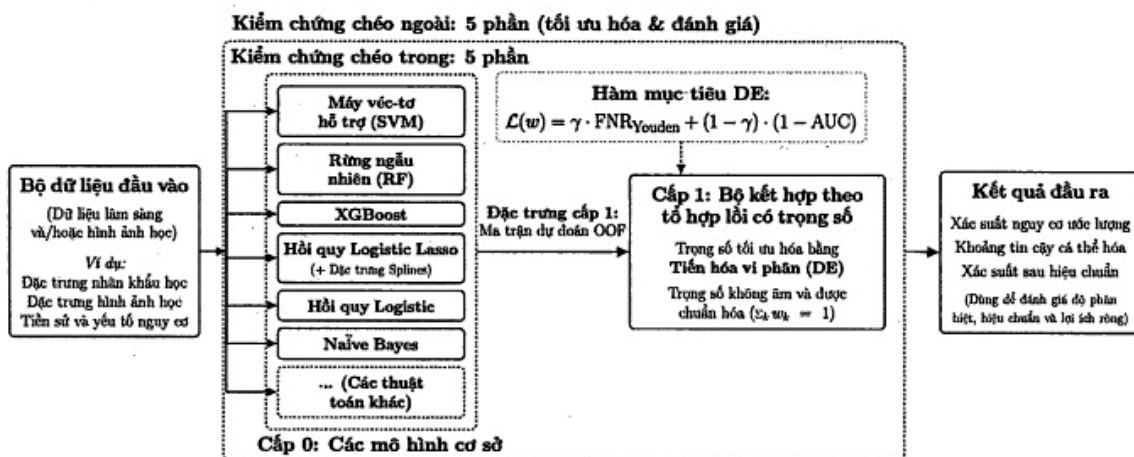 Kiểm chứng chéo ngoài: 5 phần (tối ưu hóa & đánh giá)
Kiểm chứng chéo trong: 5 phần
Bộ dữ liệu đầu vào
(Dữ liệu lâm sàng
và/hoặc hình ảnh học)
Ví dụ:
Đặc trưng nhân khẩu học
Đặc trưng hình ảnh học
Tiền sử và yếu tố nguy cơ
Máy véc-tơ
hỗ trợ (SVM)
Rừng ngẫu
nhiên (RF)
XGBoost
Hồi quy Logistic Lasso
(+ Đặc trưng Splines)
Hồi quy Logistic
Naïve Bayes
... (Các thuật
toán khác)
Cấp 0: Các mô hình cơ sở
Đặc trưng cấp 1:
Ma trận dự đoán OOF
Hàm mục tiêu DE:
ℒ(w) = γ · FNR_Youden + (1 − γ) · (1 − AUC)
Cấp 1: Bộ kết hợp theo
tổ hợp lồi có trọng số
Trọng số tối ưu hóa bằng
Tiến hóa vi phân (DE)
Trọng số không âm và được
chuẩn hóa (Σₖ wₖ = 1)
Kết quả đầu ra
Xác suất nguy cơ ước lượng
Khoảng tin cậy cá thể hóa
Xác suất sau hiệu chuẩn
(Dùng để đánh giá độ phân
biệt, hiệu chuẩn và lợi ích ròng)